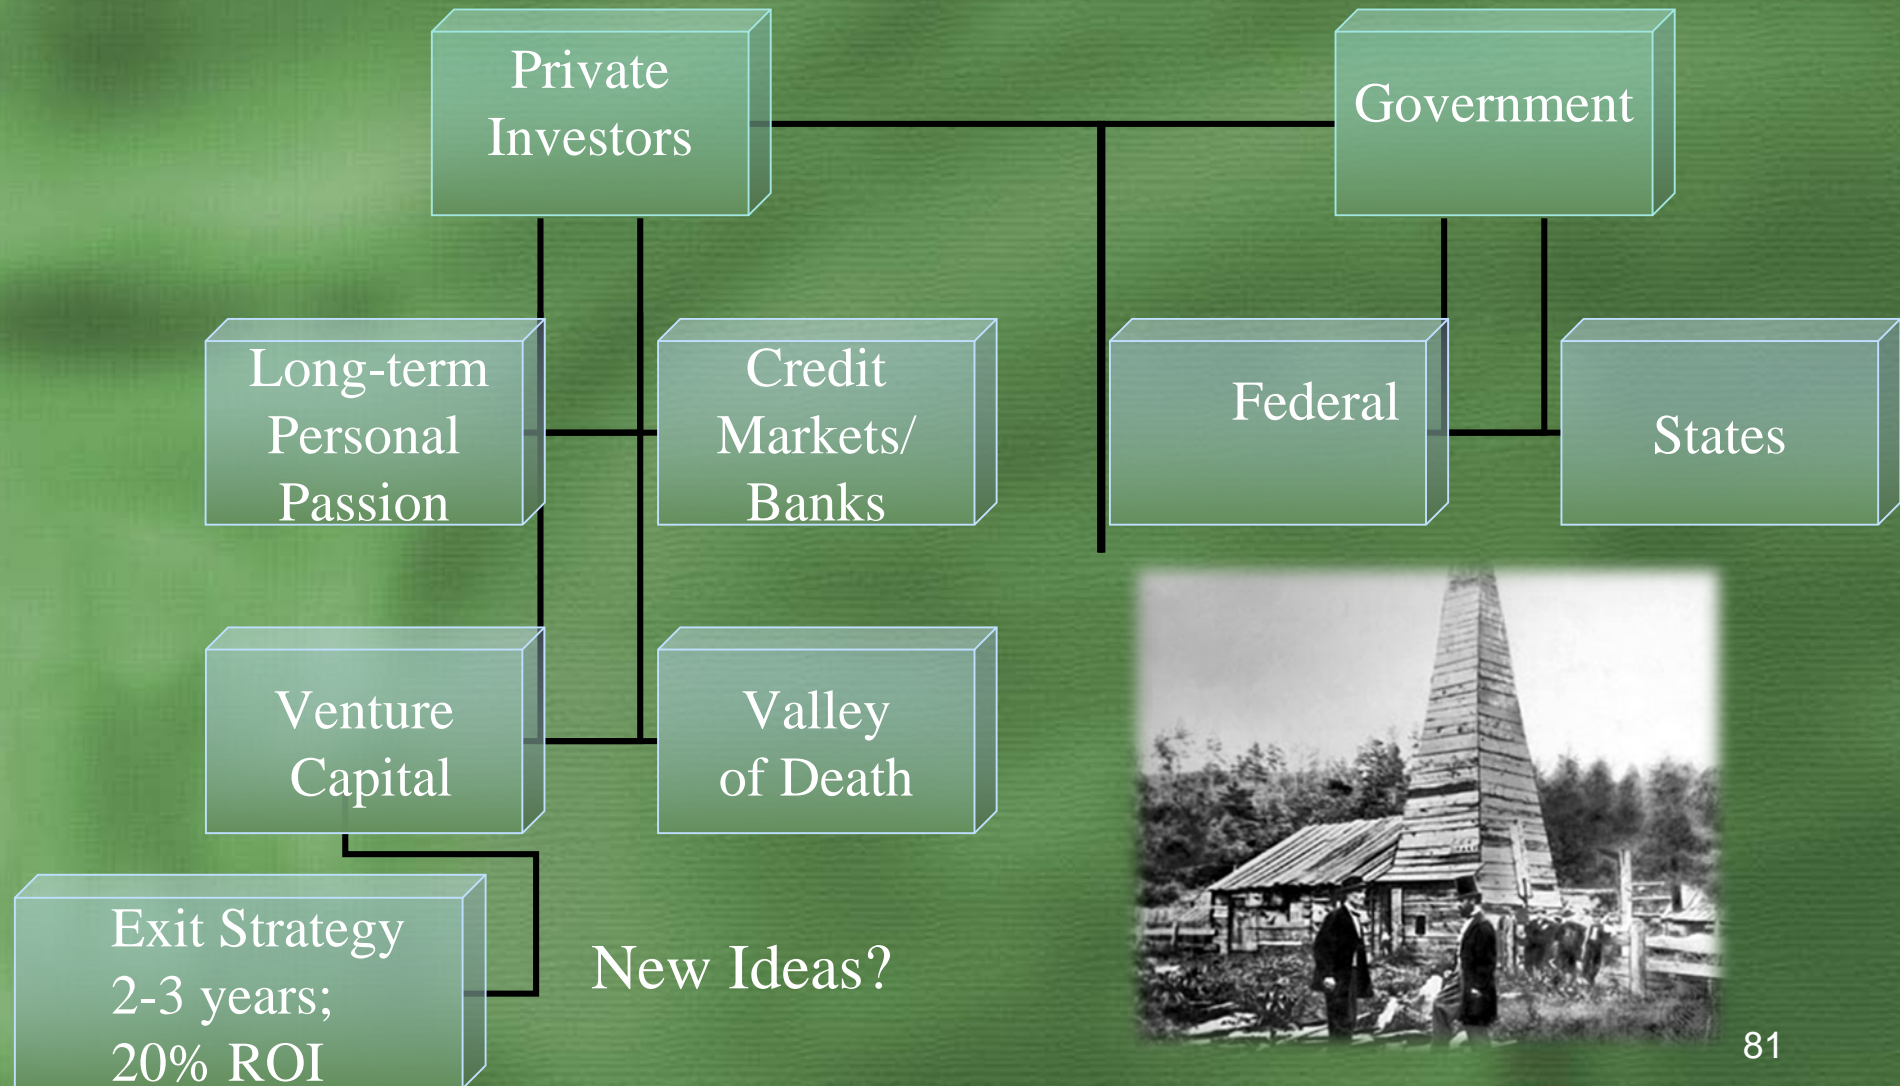 Private
Investors
Government
Long-term
Personal
Passion
Credit
Markets/
Banks
Federal
States
Venture
Capital
Valley
of Death
Exit Strategy
2-3 years;
20% ROI
New Ideas?
81